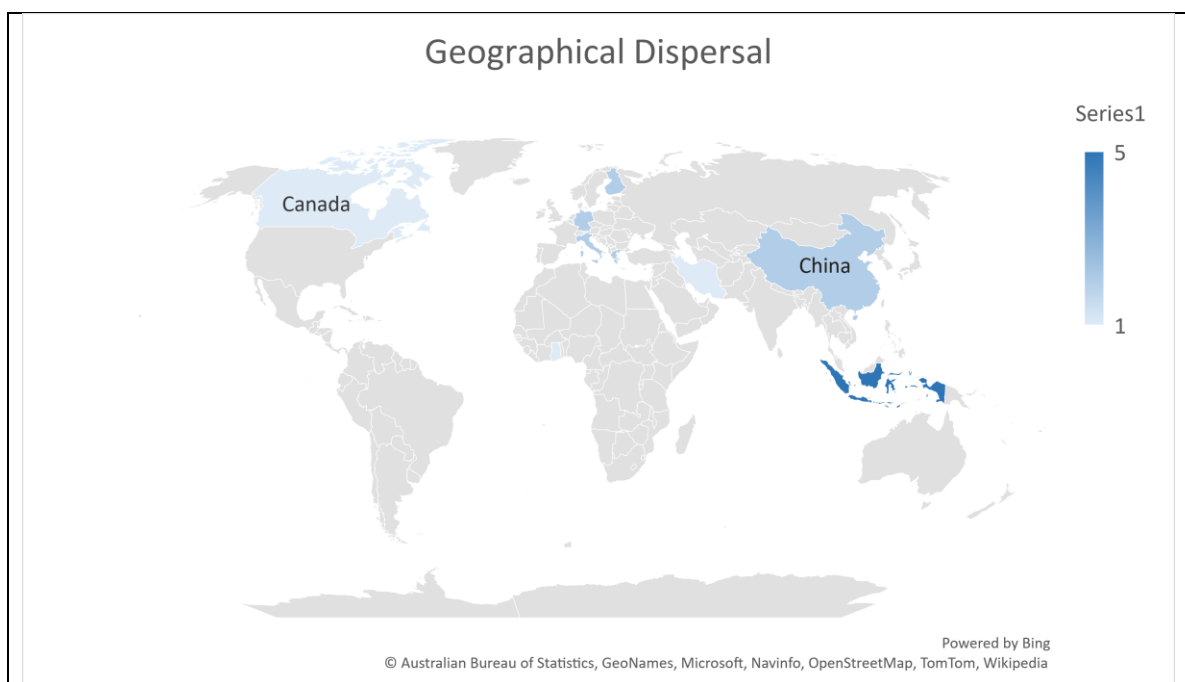 Geographical Dispersal
Series1
5
1
Canada
China
Powered by Bing
© Australian Bureau of Statistics, GeoNames, Microsoft, Navinfo, OpenStreetMap, TomTom, Wikipedia